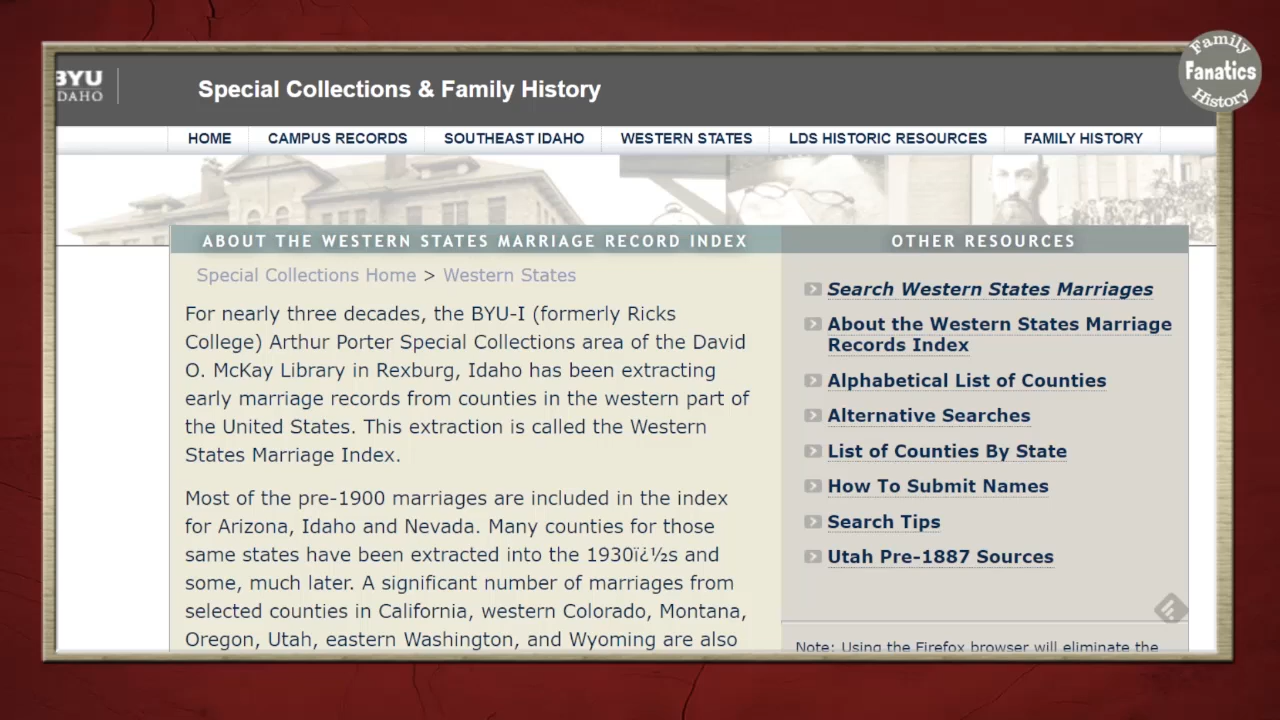 Family
Fanatics
History
BYU
IDAHO
Special Collections & Family History
HOME
CAMPUS RECORDS
SOUTHEAST IDAHO
WESTERN STATES
LDS HISTORIC RESOURCES
FAMILY HISTORY
ABOUT THE WESTERN STATES MARRIAGE RECORD INDEX
Special Collections Home > Western States
For nearly three decades, the BYU-I (formerly Ricks
College) Arthur Porter Special Collections area of the David
O. McKay Library in Rexburg, Idaho has been extracting
early marriage records from counties in the western part of
the United States. This extraction is called the Western
States Marriage Index.
Most of the pre-1900 marriages are included in the index
for Arizona, Idaho and Nevada. Many counties for those
same states have been extracted into the 1930ï¿½s and
some, much later. A significant number of marriages from
selected counties in California, western Colorado, Montana,
Oregon, Utah, eastern Washington, and Wyoming are also
OTHER RESOURCES
Search Western States Marriages
About the Western States Marriage
Records Index
Alphabetical List of Counties
Alternative Searches
List of Counties By State
How To Submit Names
Search Tips
Utah Pre-1887 Sources
Note: Using the Firefox browser will eliminate the